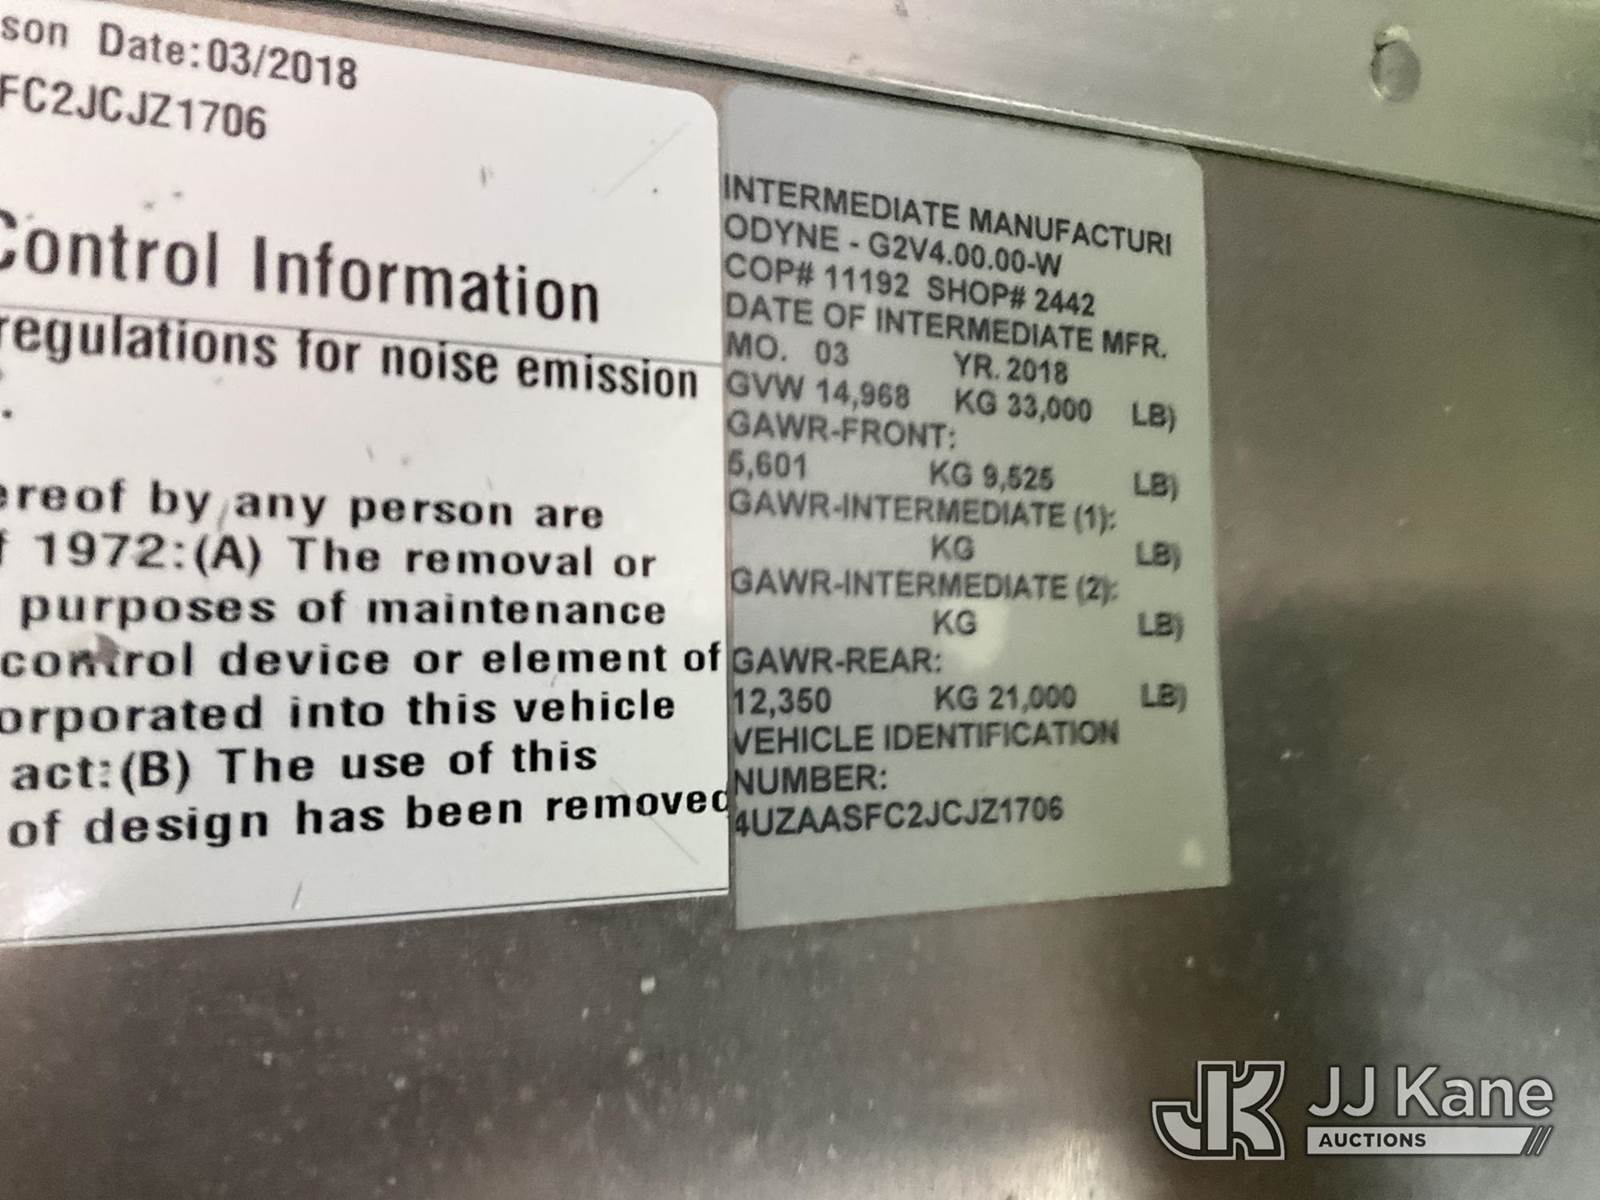 son Date:03/2018
FC2JCJZ1706
Control Information
regulations for noise emission
ereof by any person are
f 1972:(A) The removal or
purposes of maintenance
control device or element of
orporated into this vehicle
act:(B) The use of this
of design has been removed
INTERMEDIATE MANUFACTURI
ODYNE - G2V4.00.00-W
COP# 11192 SHOP# 2442
DATE OF INTERMEDIATE MFR.
MO. 03 YR. 2018
GVW 14,968 KG 33,000 LB)
GAWR-FRONT:
5,601 KG 9,525 LB)
GAWR-INTERMEDIATE (1):
KG LB)
GAWR-INTERMEDIATE (2):
KG LB)
GAWR-REAR:
12,350 KG 21,000 LB)
VEHICLE IDENTIFICATION
NUMBER:
4UZAASFC2JCJZ1706
JK JJ Kane
AUCTIONS